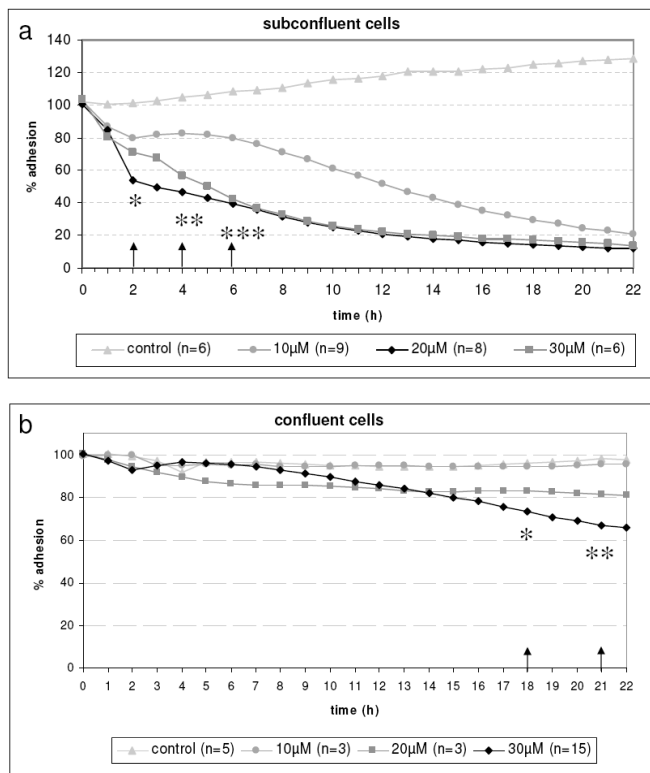 a
subconfluent cells
140
120
100
80
60
40
20
0
% adhesion
*
**
***
0 2 4 6 8 10 12 14 16 18 20 22
time (h)
control (n=6) 10µM (n=9) 20µM (n=8) 30µM (n=6)
b
confluent cells
100
80
60
40
20
0
% adhesion
*
**
0 1 2 3 4 5 6 7 8 9 10 11 12 13 14 15 16 17 18 19 20 21 22
time (h)
control (n=5) 10µM (n=3) 20µM (n=3) 30µM (n=15)